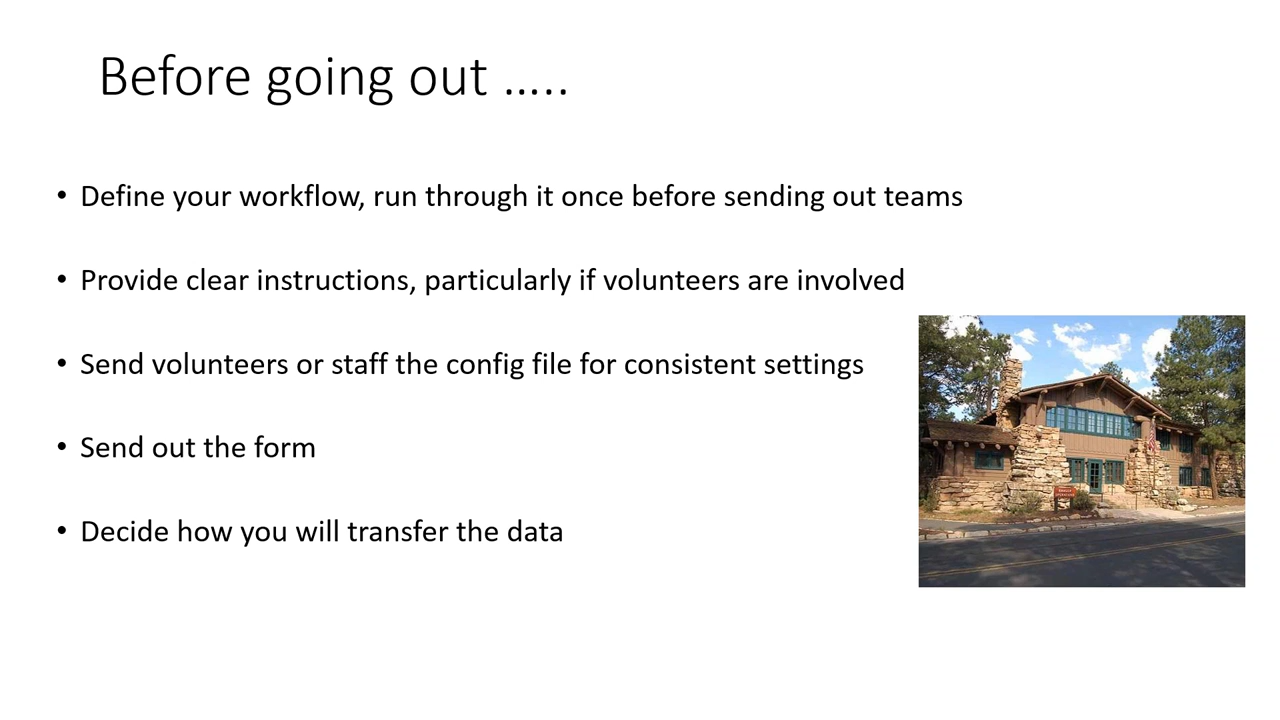 Before going out .....
• Define your workflow, run through it once before sending out teams
• Provide clear instructions, particularly if volunteers are involved
• Send volunteers or staff the config file for consistent settings
• Send out the form
• Decide how you will transfer the data